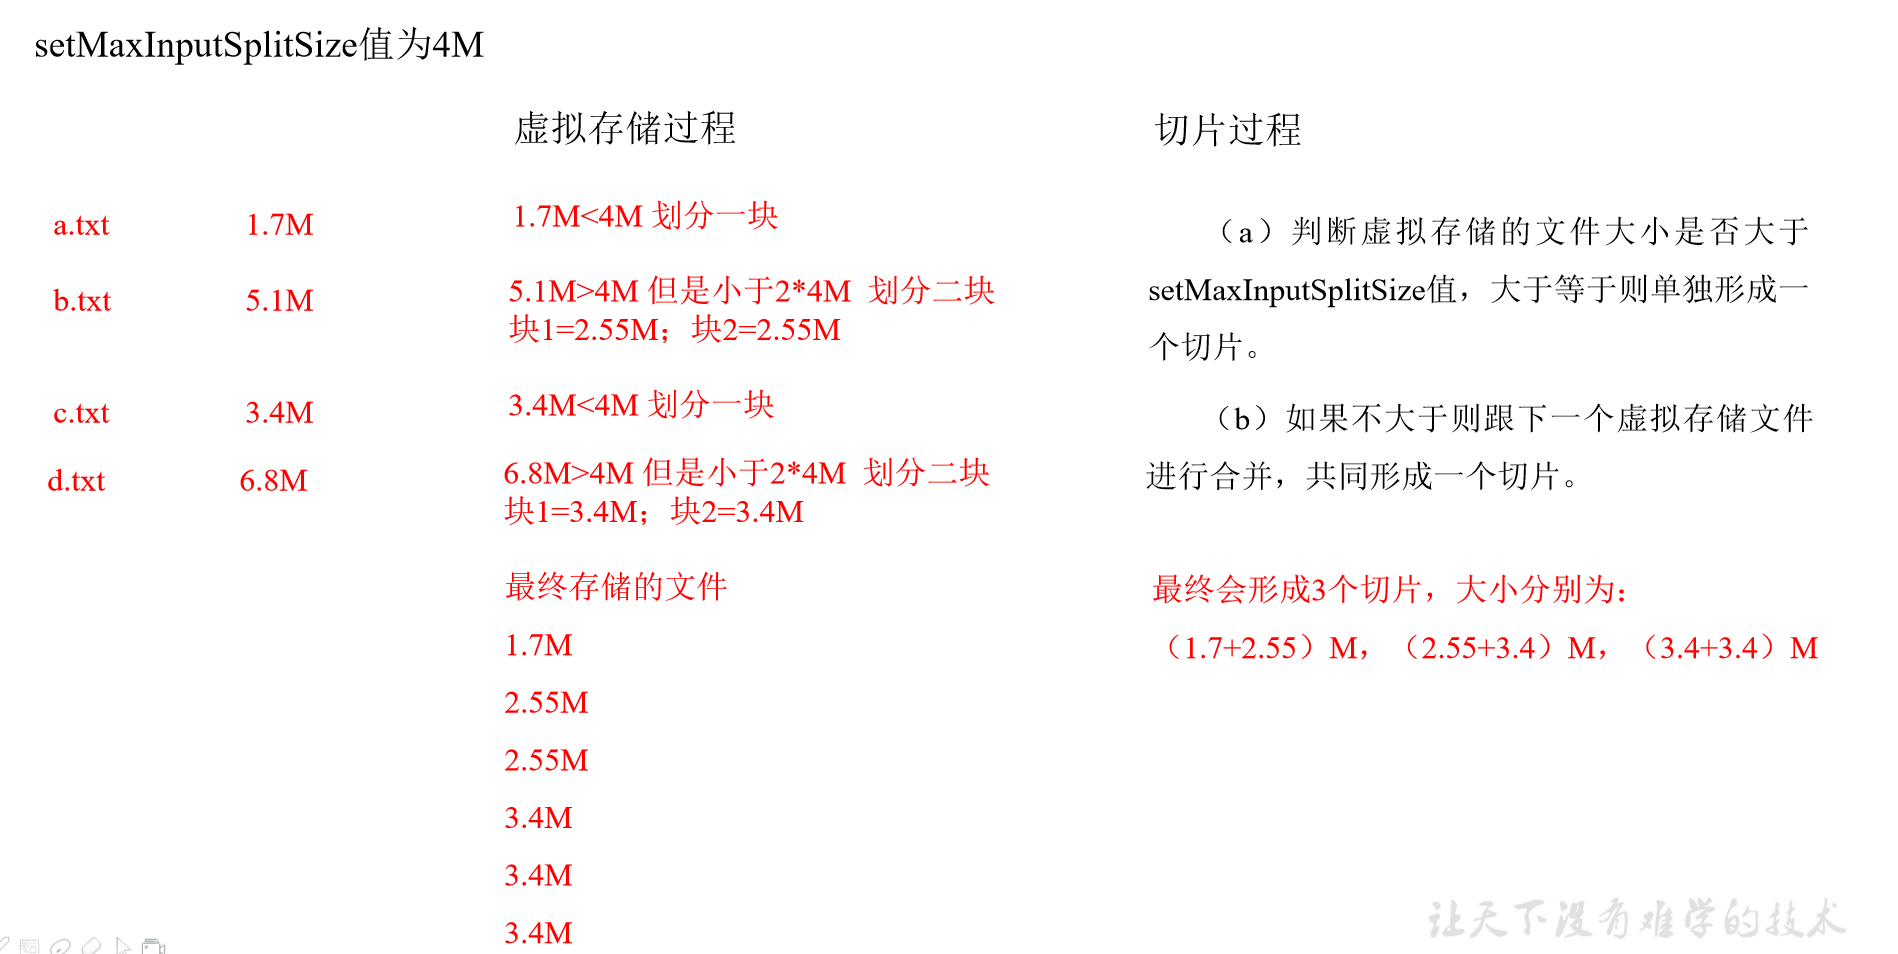 setMaxInputSplitSize值为4M
虚拟存储过程
切片过程
a.txt 1.7M 1.7M<4M 划分一块
b.txt 5.1M 5.1M>4M 但是小于2*4M 划分二块
块1=2.55M；块2=2.55M
c.txt 3.4M 3.4M<4M 划分一块
d.txt 6.8M 6.8M>4M 但是小于2*4M 划分二块
块1=3.4M；块2=3.4M
最终存储的文件
1.7M
2.55M
2.55M
3.4M
3.4M
3.4M
（a）判断虚拟存储的文件大小是否大于
setMaxInputSplitSize值，大于等于则单独形成一
个切片。
（b）如果不大于则跟下一个虚拟存储文件
进行合并，共同形成一个切片。
最终会形成3个切片，大小分别为：
（1.7+2.55）M，（2.55+3.4）M，（3.4+3.4）M
让天下没有难学的技术